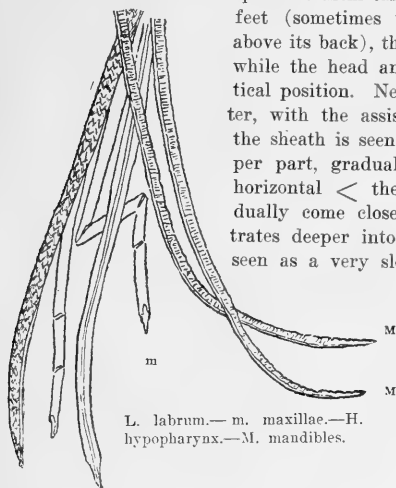 feet (sometimes
above its back), th
while the head an
tical position. Ne
ter, with the assis
the sheath is seen
per part, gradual
horizontal < the
dually come close
trates deeper into
seen as a very sle
M
M
m
L. labrum.— m. maxillae.—H.
hypopharynx.—M. mandibles.